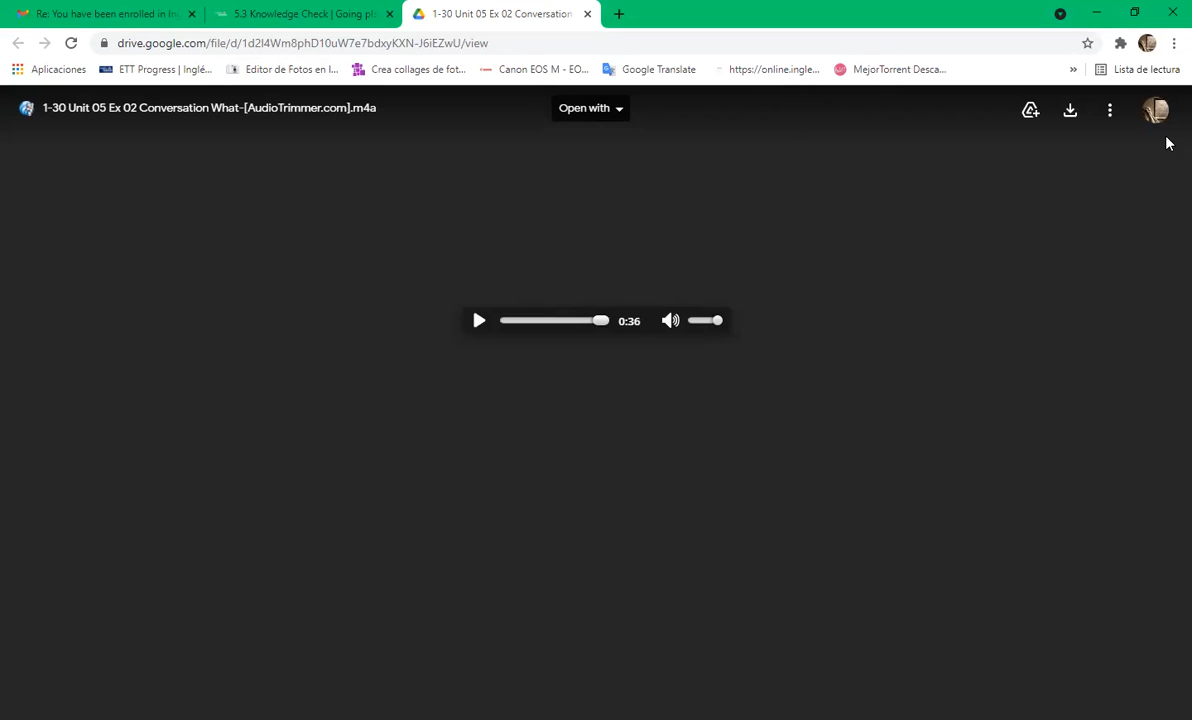 Re: You have been enrolled in In
5.3 Knowledge Check | Going pl
1-30 Unit 05 Ex 02 Conversation
drive.google.com/file/d/1d2I4Wm8phD10uW7e7bdxyKXN-J6iEZwU/view
Aplicaciones
ETT Progress | Inglé...
Editor de Fotos en l...
Crea collages de fot...
Canon EOS M - EO...
Google Translate
https://online.ingle...
MejorTorrent Desca...
»
Lista de lectura
1-30 Unit 05 Ex 02 Conversation What-[AudioTrimmer.com].m4a
Open with
0:36